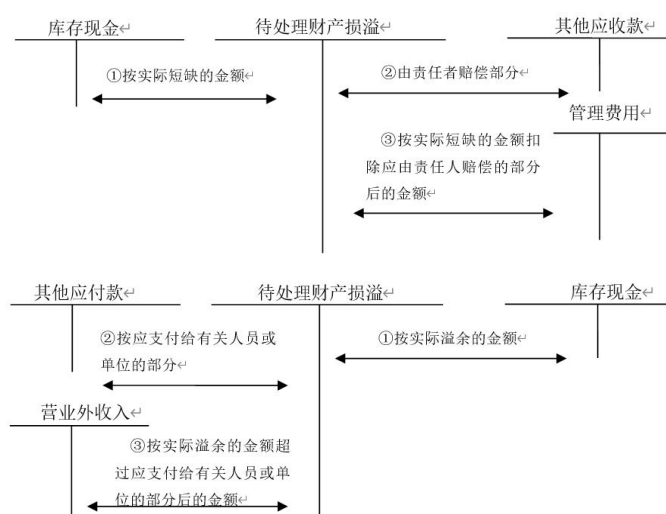 库存现金 待处理财产损溢↵ 其他应收款↵
①按实际短缺的金额↵ ②由责任者赔偿部分↵
管理费用↵
③按实际短缺的金额扣
除应由责任人赔偿的部分
后的金额↵
其他应付款↵ 待处理财产损溢↵ 库存现金↵
②按应支付给有关人员或
单位的部分↵
①按实际溢余的金额↵
营业外收入↵
③按实际溢余的金额超
过应支付给有关人员或单
位的部分后的金额↵